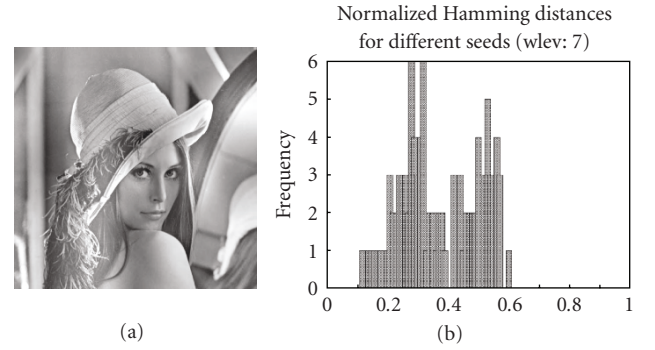 Normalized Hamming distances
for different seeds (wlev: 7)
6
5
4
3
2
1
0
Frequency
0
0.2
0.4
0.6
0.8
1
(a)
(b)